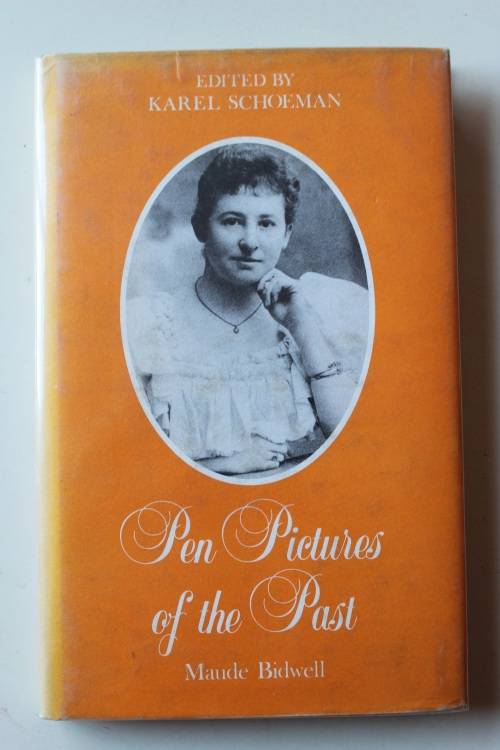 EDITED BY
KAREL SCHOEMAN
Pen Pictures
of the Past
Maude Bidwell